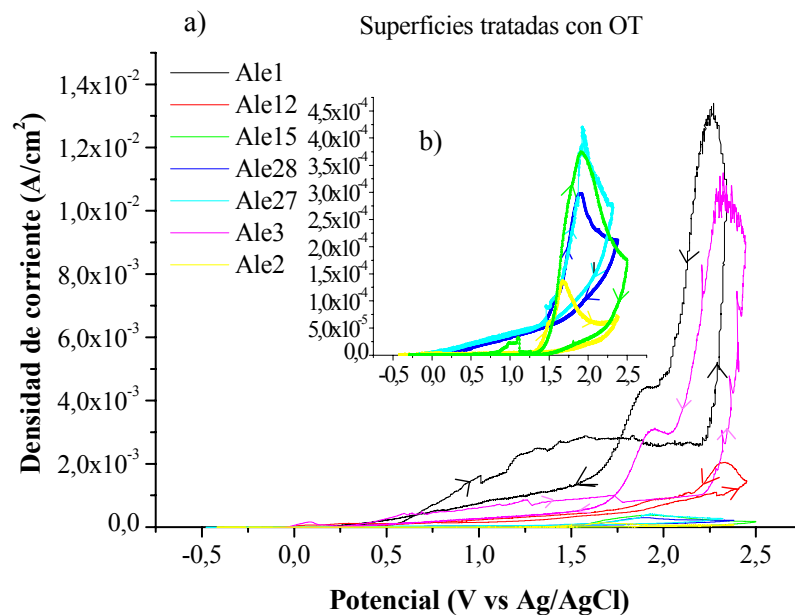 a)
Superficies tratadas con OT
Ale1
Ale12
Ale15
Ale28
Ale27
Ale3
Ale2
b)
4,5x10⁻⁴
4,0x10⁻⁴
3,5x10⁻⁴
3,0x10⁻⁴
2,5x10⁻⁴
2,0x10⁻⁴
1,5x10⁻⁴
1,0x10⁻⁴
5,0x10⁻⁵
0,0
-0,5 0,0 0,5 1,0 1,5 2,0 2,5
1,4x10⁻²
1,2x10⁻²
1,0x10⁻²
8,0x10⁻³
6,0x10⁻³
4,0x10⁻³
2,0x10⁻³
0,0
Densidad de corriente (A/cm²)
-0,5 0,0 0,5 1,0 1,5 2,0 2,5
Potencial (V vs Ag/AgCl)